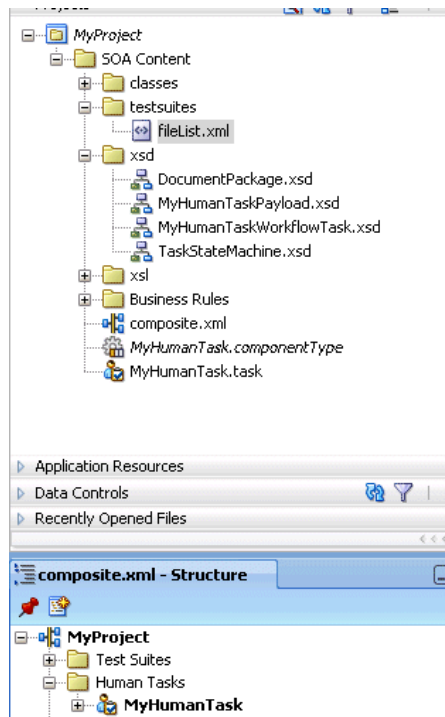 Projects
MyProject
SOA Content
classes
testsuites
fileList.xml
xsd
DocumentPackage.xsd
MyHumanTaskPayload.xsd
MyHumanTaskWorkflowTask.xsd
TaskStateMachine.xsd
xsl
Business Rules
composite.xml
MyHumanTask.componentType
MyHumanTask.task
Application Resources
Data Controls
Recently Opened Files
composite.xml - Structure
MyProject
Test Suites
Human Tasks
MyHumanTask